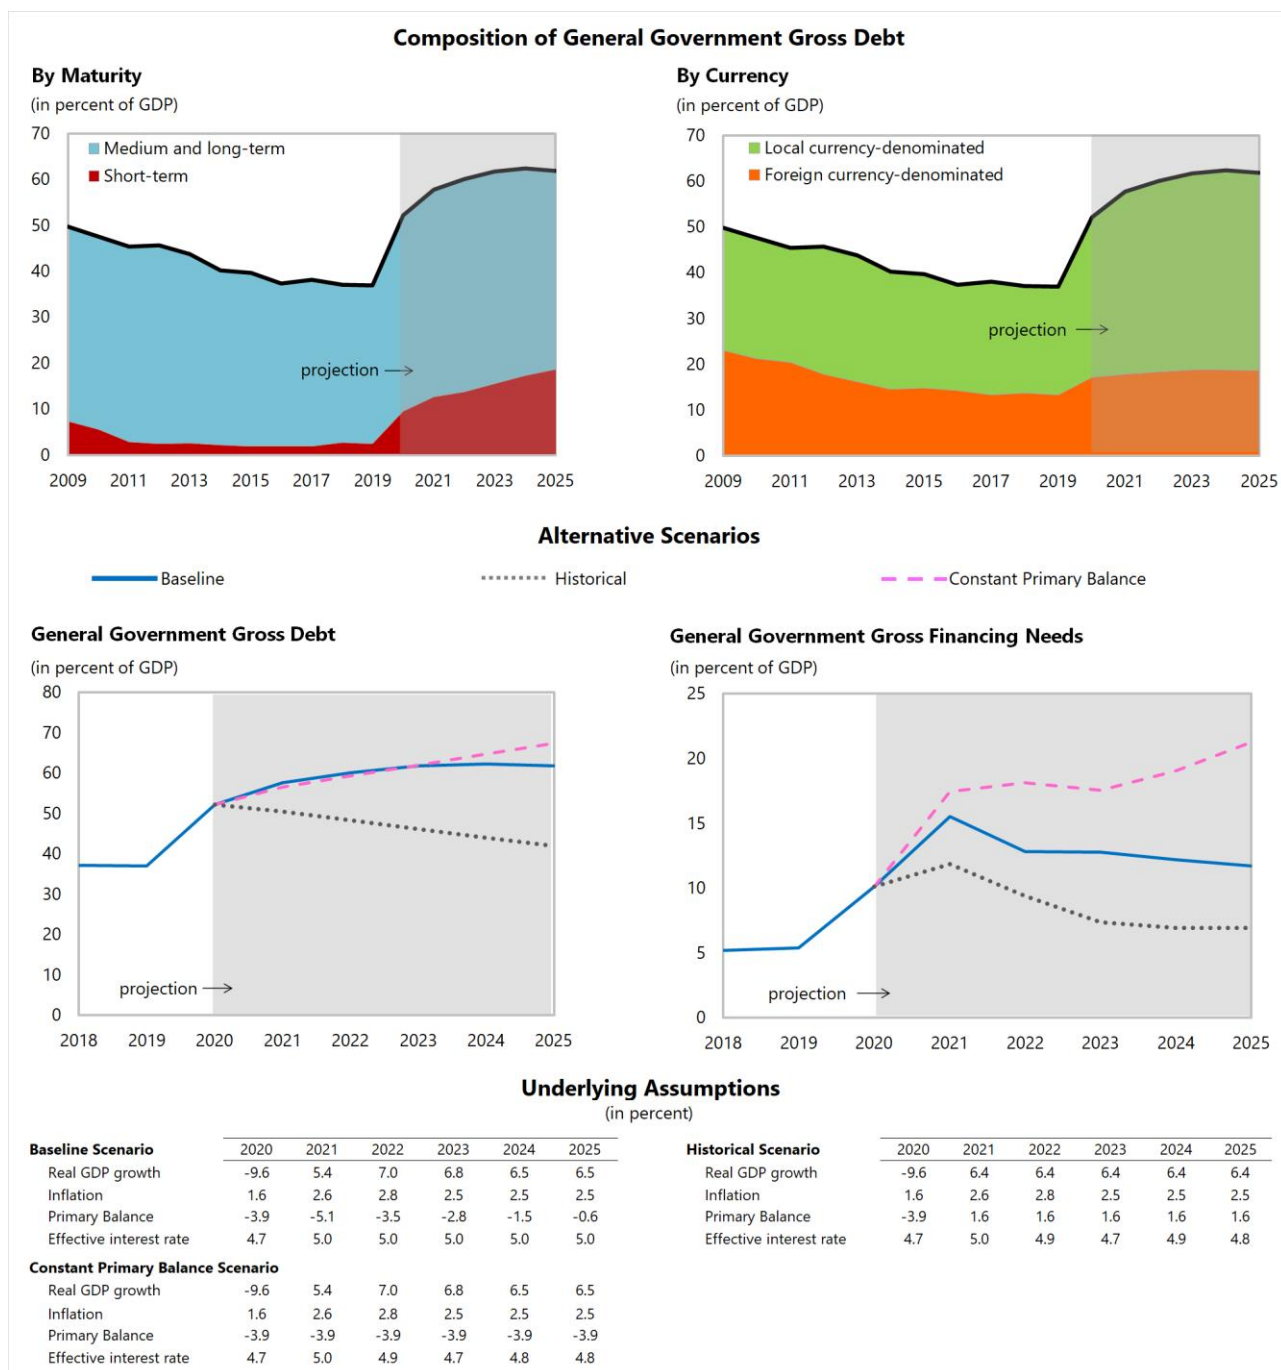 Composition of General Government Gross Debt
By Maturity
(in percent of GDP)
70
60
50
40
30
20
10
0
Medium and long-term
Short-term
projection
2009 2011 2013 2015 2017 2019 2021 2023 2025
By Currency
(in percent of GDP)
70
60
50
40
30
20
10
0
Local currency-denominated
Foreign currency-denominated
projection
2009 2011 2013 2015 2017 2019 2021 2023 2025
Alternative Scenarios
Baseline Historical Constant Primary Balance
General Government Gross Debt
(in percent of GDP)
80
70
60
50
40
30
20
10
0
projection
2018 2019 2020 2021 2022 2023 2024 2025
General Government Gross Financing Needs
(in percent of GDP)
25
20
15
10
5
0
projection
2018 2019 2020 2021 2022 2023 2024 2025
Underlying Assumptions
(in percent)
Baseline Scenario 2020 2021 2022 2023 2024 2025
Real GDP growth -9.6 5.4 7.0 6.8 6.5 6.5
Inflation 1.6 2.6 2.8 2.5 2.5 2.5
Primary Balance -3.9 -5.1 -3.5 -2.8 -1.5 -0.6
Effective interest rate 4.7 5.0 5.0 5.0 5.0 5.0
Constant Primary Balance Scenario
Real GDP growth -9.6 5.4 7.0 6.8 6.5 6.5
Inflation 1.6 2.6 2.8 2.5 2.5 2.5
Primary Balance -3.9 -3.9 -3.9 -3.9 -3.9 -3.9
Effective interest rate 4.7 5.0 4.9 4.7 4.8 4.8
Historical Scenario 2020 2021 2022 2023 2024 2025
Real GDP growth -9.6 6.4 6.4 6.4 6.4 6.4
Inflation 1.6 2.6 2.8 2.5 2.5 2.5
Primary Balance -3.9 1.6 1.6 1.6 1.6 1.6
Effective interest rate 4.7 5.0 4.9 4.7 4.9 4.8